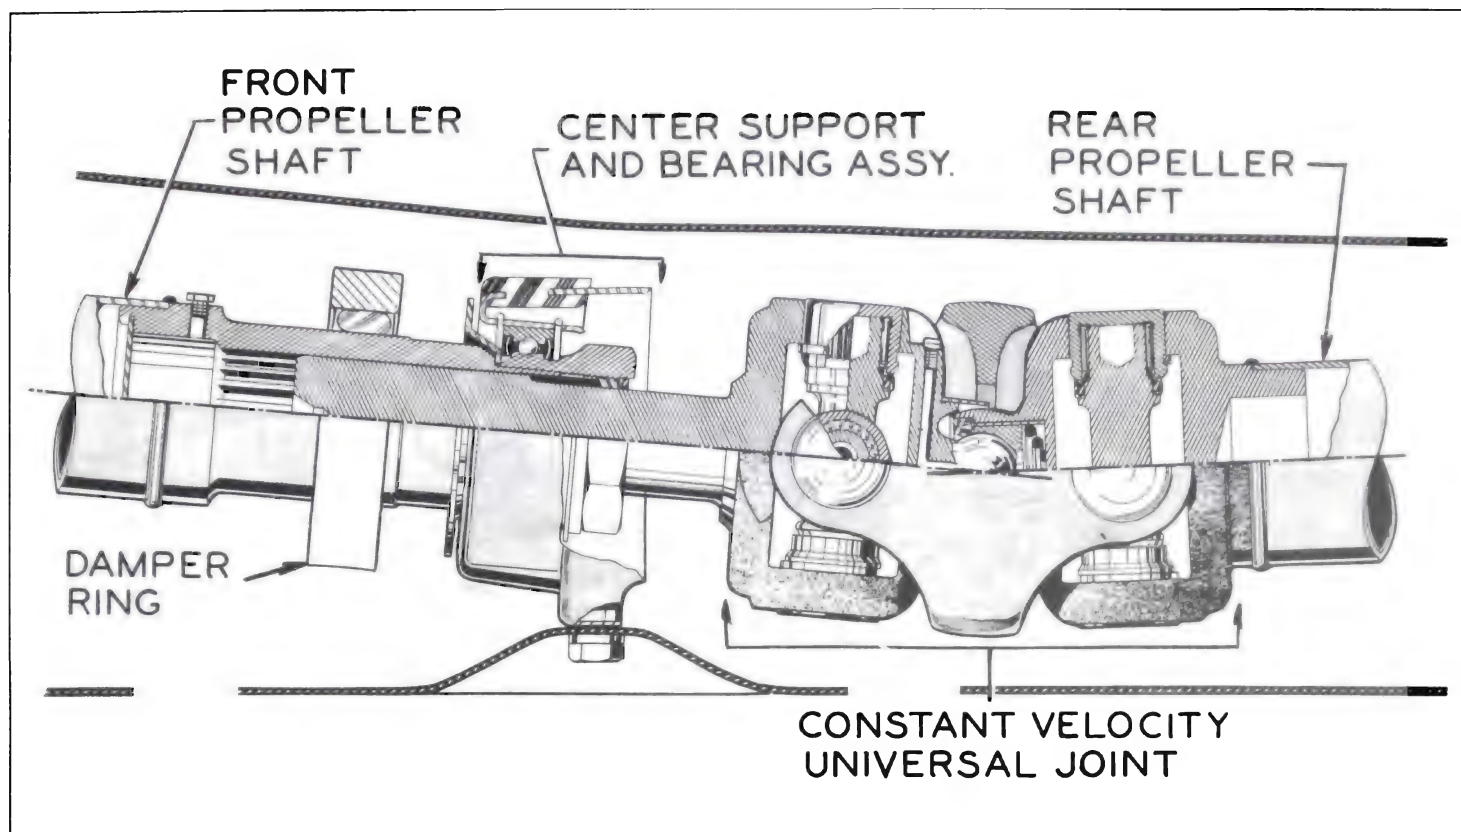 FRONT
PROPELLER
SHAFT
CENTER SUPPORT
AND BEARING ASSY.
REAR
PROPELLER
SHAFT
DAMPER
RING
CONSTANT VELOCITY
UNIVERSAL JOINT